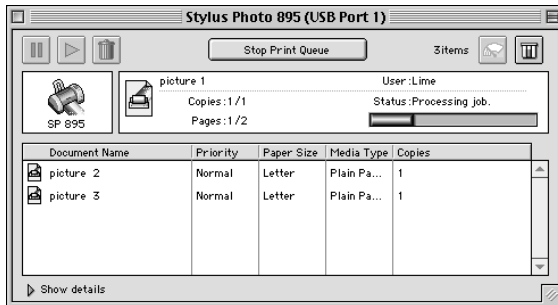 Stylus Photo 895 (USB Port 1)
Stop Print Queue
3items
SP 895
picture 1
User:Lime
Copies:1/1
Status:Processing job.
Pages:1/2
Document Name Priority Paper Size Media Type Copies
picture 2 Normal Letter Plain Pa... 1
picture 3 Normal Letter Plain Pa... 1
Show details